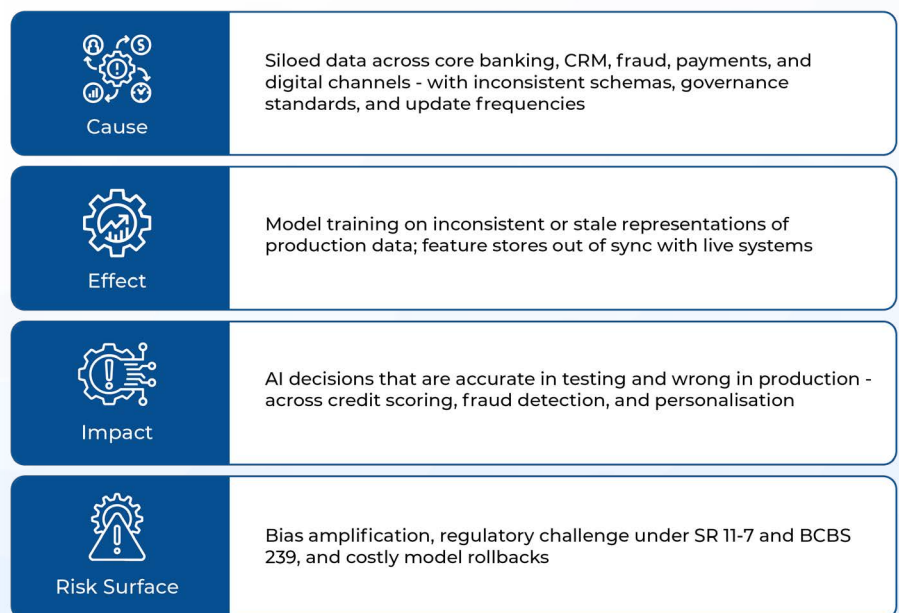 Cause
Siloed data across core banking, CRM, fraud, payments, and
digital channels - with inconsistent schemas, governance
standards, and update frequencies
Effect
Model training on inconsistent or stale representations of
production data; feature stores out of sync with live systems
Impact
AI decisions that are accurate in testing and wrong in production -
across credit scoring, fraud detection, and personalisation
Risk Surface
Bias amplification, regulatory challenge under SR 11-7 and BCBS
239, and costly model rollbacks